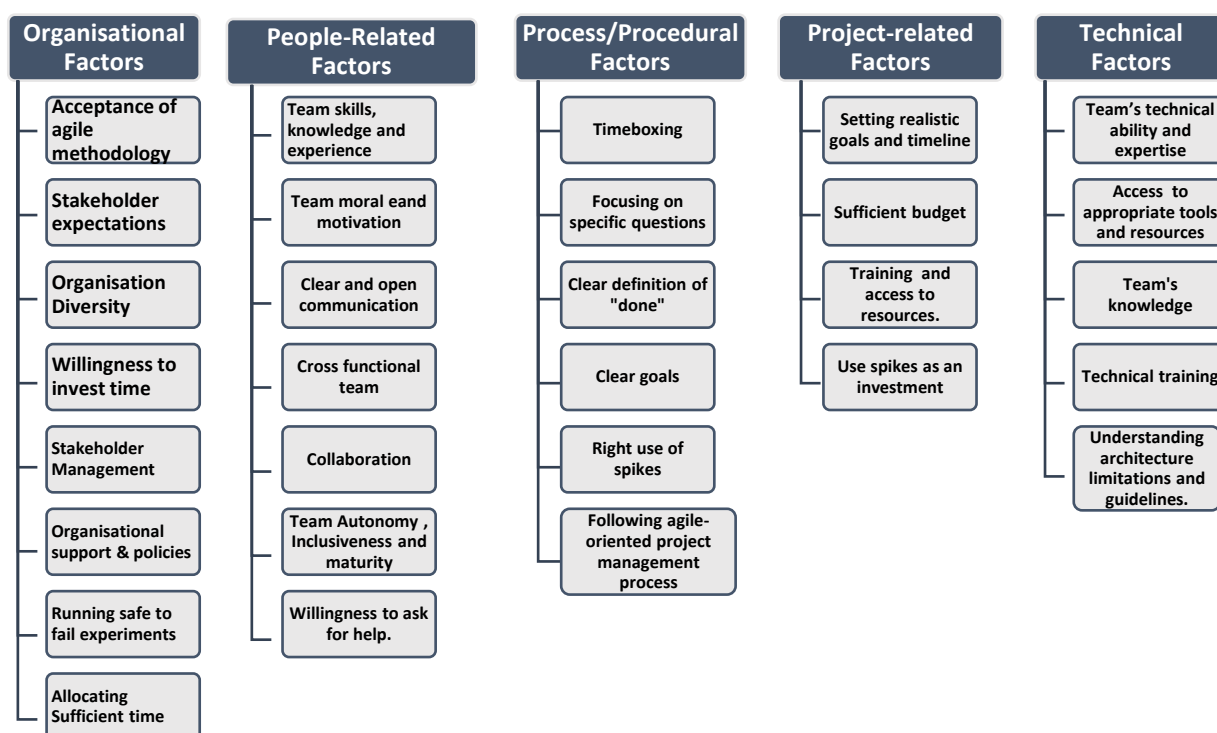 Organisational
Factors
Acceptance of
agile
methodology
Stakeholder
expectations
Organisation
Diversity
Willingness to
invest time
Stakeholder
Management
Organisational
support & policies
Running safe to
fail experiments
Allocating
Sufficient time
People-Related
Factors
Team skills,
knowledge and
experience
Team moral eand
motivation
Clear and open
communication
Cross functional
team
Collaboration
Team Autonomy ,
Inclusiveness and
maturity
Willingness to ask
for help.
Process/Procedural
Factors
Timeboxing
Focusing on
specific questions
Clear definition of
"done"
Clear goals
Right use of
spikes
Following agile-
oriented project
management
process
Project-related
Factors
Setting realistic
goals and timeline
Sufficient budget
Training and
access to
resources.
Use spikes as an
investment
Technical
Factors
Team’s technical
ability and
expertise
Access to
appropriate tools
and resources
Team's
knowledge
Technical training
Understanding
architecture
limitations and
guidelines.